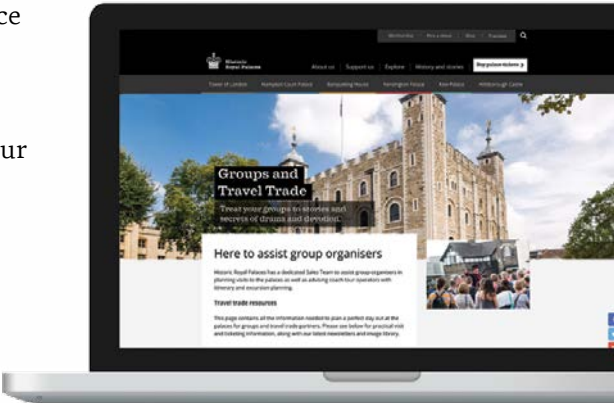 ce
ur
Membership Shop
Historic
Royal Palaces
About us Support us Explore History and stories Buy palace tickets
Tower of London Hampton Court Palace Banqueting House Kensington Palace Kew Palace Hillsborough Castle
Groups and
Travel Trade
Treat your groups to stories and
secrets of drama and devotion.
Here to assist group organisers
Historic Royal Palaces has a dedicated Sales Team to assist group organisers in
planning visits to the palaces as well as advising coach tour operators with
itinerary and excursion planning.
Travel trade resources
This page contains all the information needed to plan a perfect day out at the
palaces for groups and travel trade partners. Please see below for practical visit
and ticketing information, along with our latest newsletters and image library.